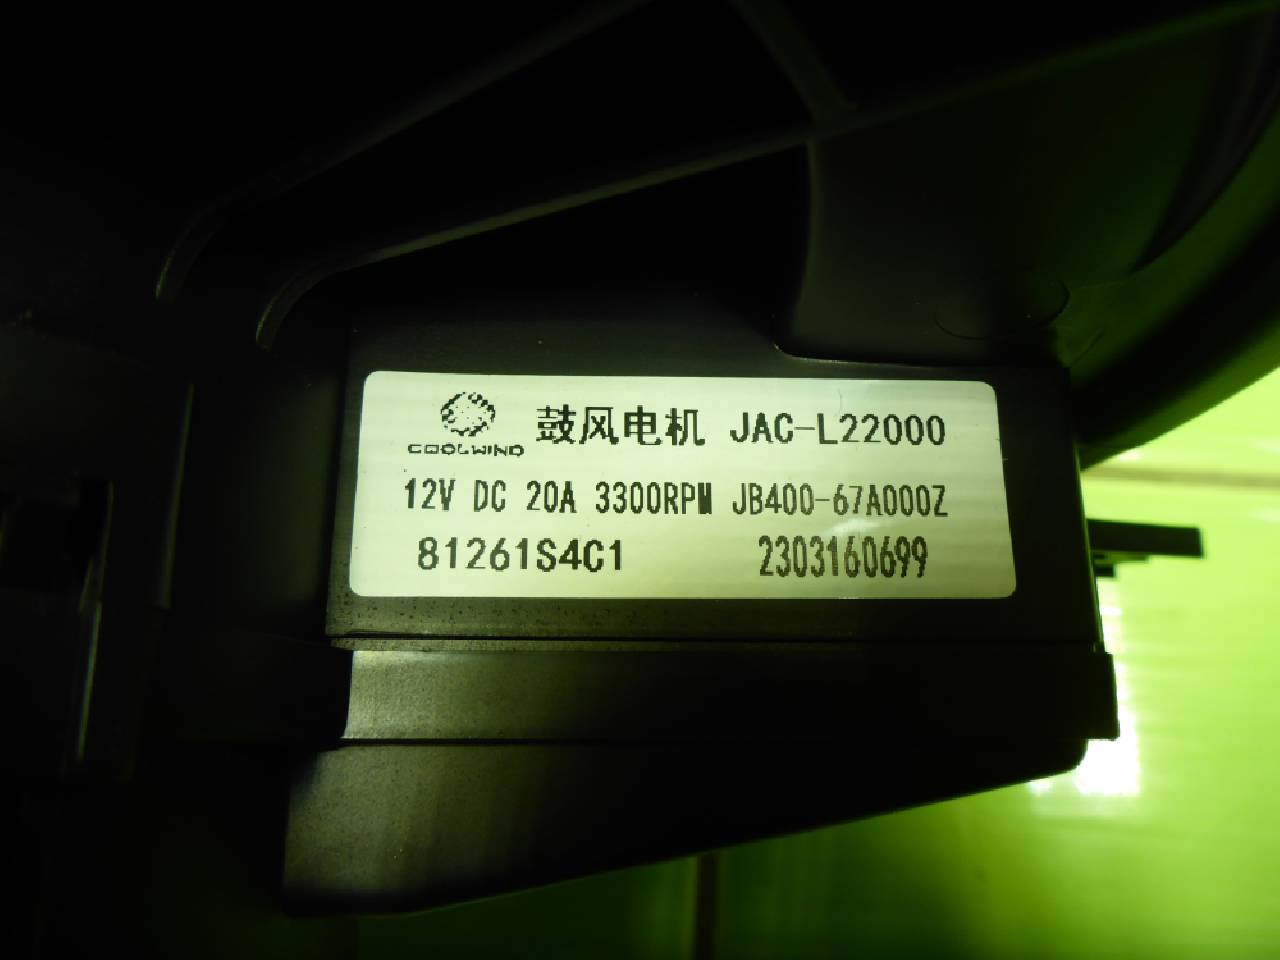 COOLWIND
鼓风电机 JAC-L22000
12V DC 20A 3300RPM JB400-67A000Z
81261S4C1 2303160699